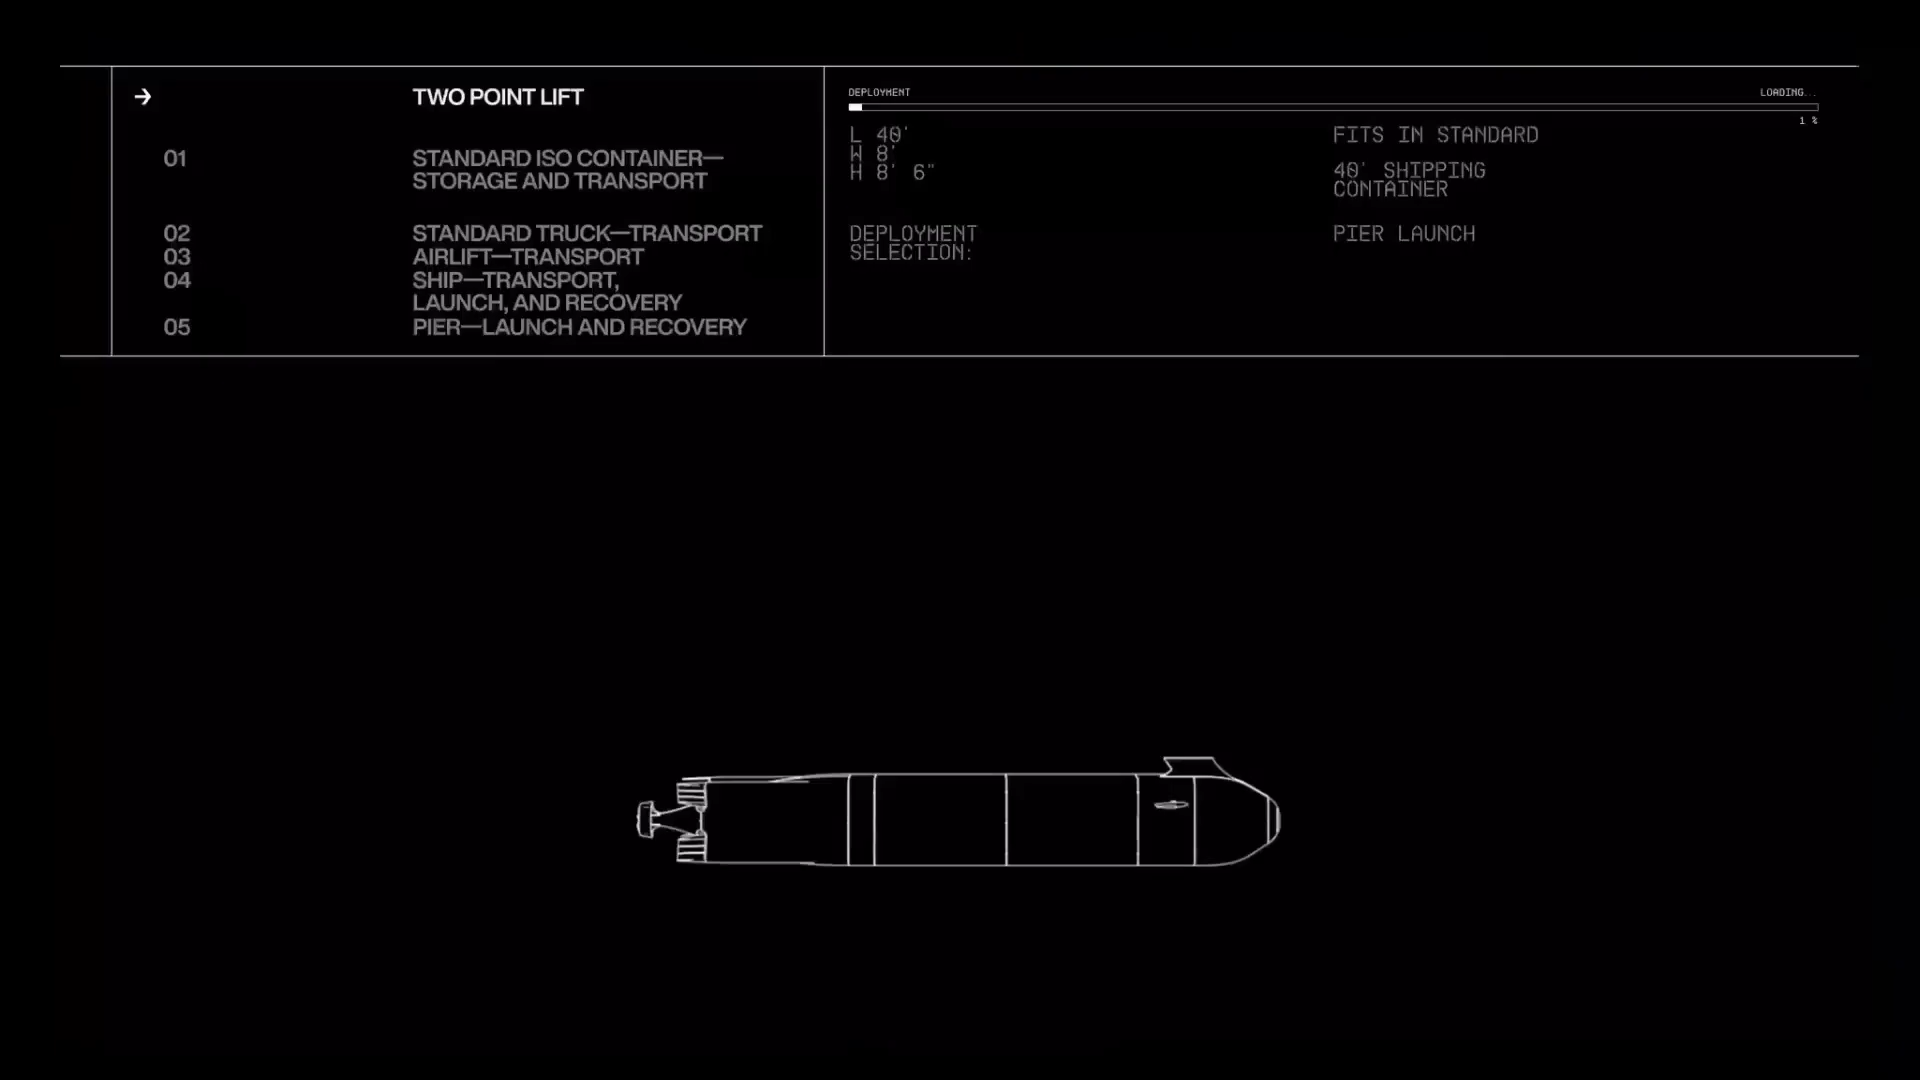 → TWO POINT LIFT
01 STANDARD ISO CONTAINER—
STORAGE AND TRANSPORT
02 STANDARD TRUCK—TRANSPORT
03 AIRLIFT—TRANSPORT
04 SHIP—TRANSPORT,
LAUNCH, AND RECOVERY
05 PIER—LAUNCH AND RECOVERY
DEPLOYMENT LOADING...
1 %
L 40'
W 8'
H 8' 6"
FITS IN STANDARD
40' SHIPPING
CONTAINER
DEPLOYMENT
SELECTION:
PIER LAUNCH